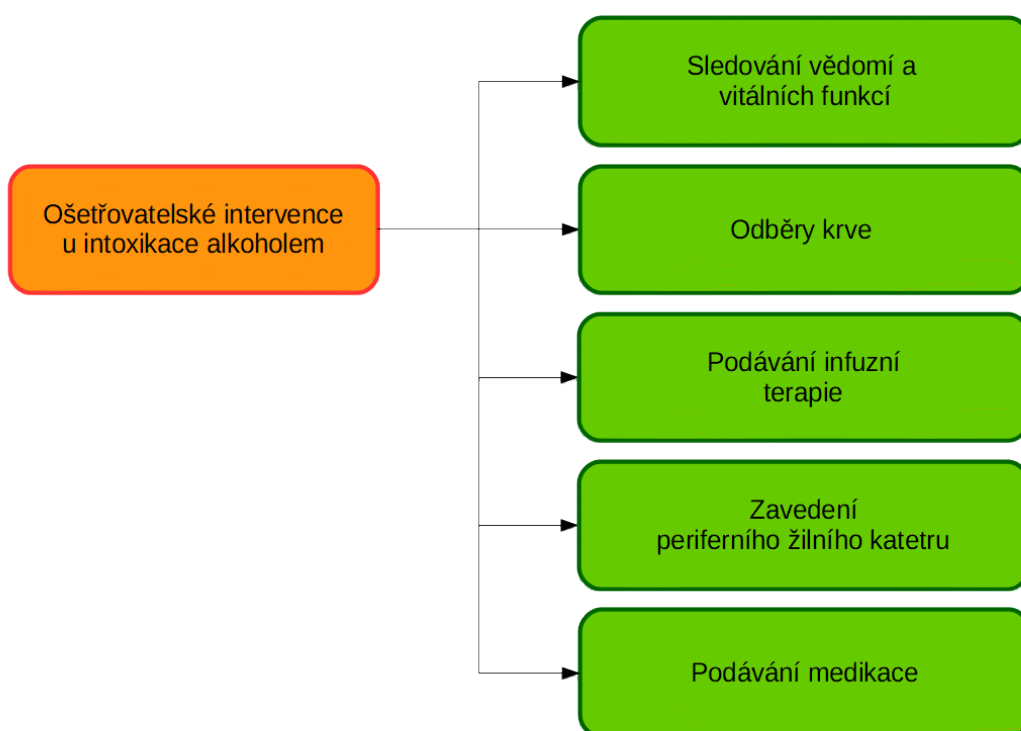 Ošetřovatelské intervence
u intoxikace alkoholem
Sledování vědomí a
vitálních funkcí
Odběry krve
Podávání infuzní
terapie
Zavedení
periferního žilního katetru
Podávání medikace